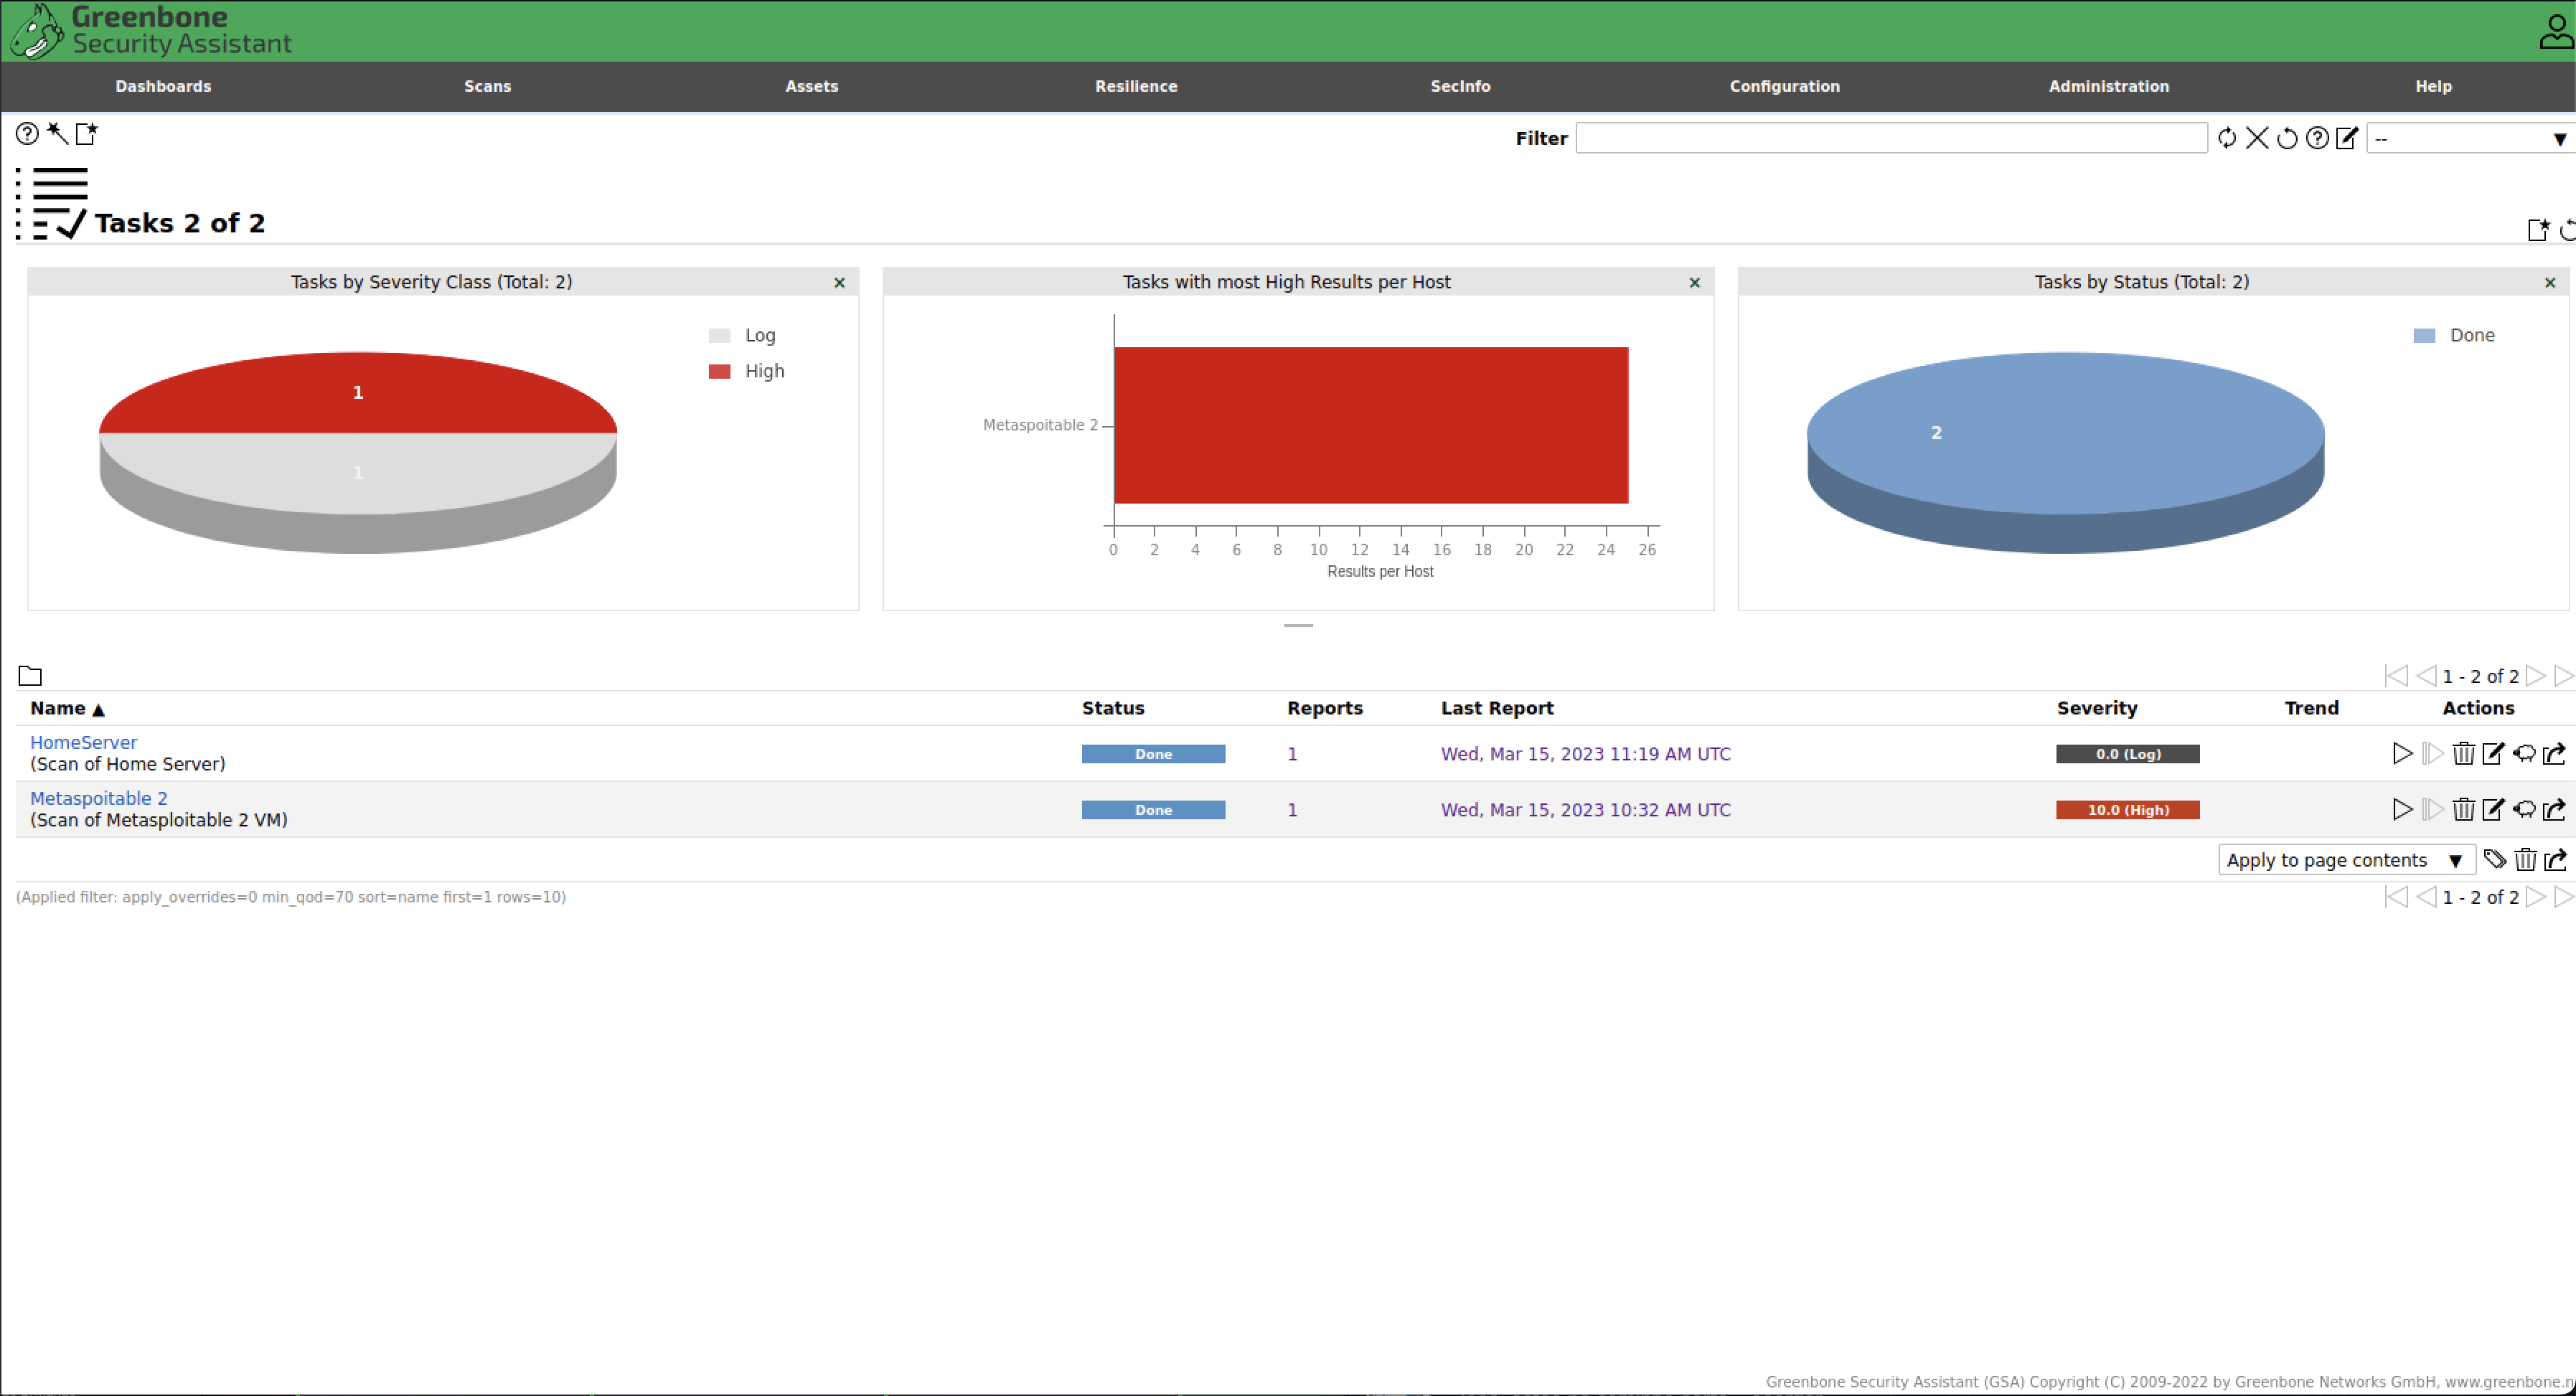 Greenbone
Security Assistant
Dashboards Scans Assets Resilience SecInfo Configuration Administration Help
Filter --
Tasks 2 of 2
Tasks by Severity Class (Total: 2) ×
Log
High
1
1
Tasks with most High Results per Host ×
Metaspoitable 2
0 2 4 6 8 10 12 14 16 18 20 22 24 26
Results per Host
Tasks by Status (Total: 2) ×
Done
2
1 - 2 of 2
Name ▲ Status Reports Last Report Severity Trend Actions
HomeServer
(Scan of Home Server)
Done 1 Wed, Mar 15, 2023 11:19 AM UTC 0.0 (Log)
Metaspoitable 2
(Scan of Metasploitable 2 VM)
Done 1 Wed, Mar 15, 2023 10:32 AM UTC 10.0 (High)
Apply to page contents ▼
(Applied filter: apply_overrides=0 min_qod=70 sort=name first=1 rows=10) 1 - 2 of 2
Greenbone Security Assistant (GSA) Copyright (C) 2009-2022 by Greenbone Networks GmbH, www.greenbone.n